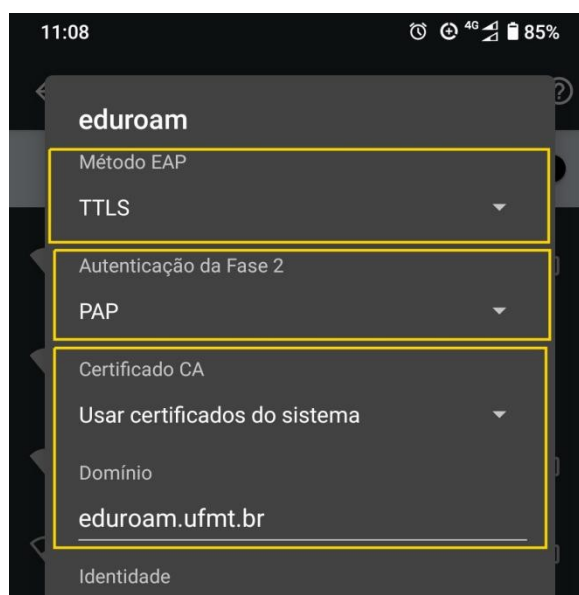 11:08
4G 85%
?
eduroam
Método EAP
TTLS
Autenticação da Fase 2
PAP
Certificado CA
Usar certificados do sistema
Domínio
eduroam.ufmt.br
Identidade